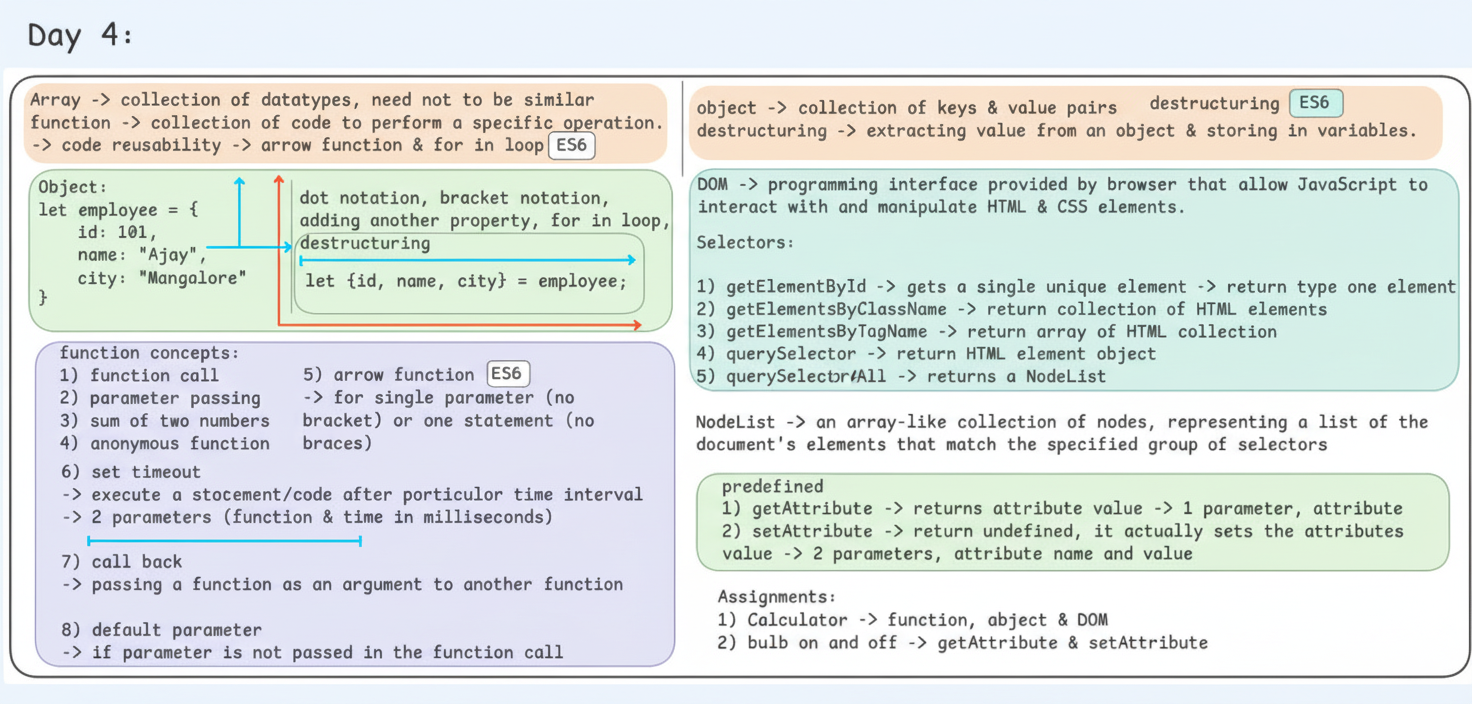 Day 4:
Array -> collection of datatypes, need not to be similar
function -> collection of code to perform a specific operation.
-> code reusability -> arrow function & for in loop ES6
Object:
let employee = {
id: 101,
name: "Ajay",
city: "Mangalore"
}
dot notation, bracket notation,
adding another property, for in loop,
destructuring
let {id, name, city} = employee;
function concepts:
1) function call
2) parameter passing
3) sum of two numbers
4) anonymous function
5) arrow function ES6
-> for single parameter (no
bracket) or one statement (no
braces)
6) set timeout
-> execute a stocement/code after porticulor time interval
-> 2 parameters (function & time in milliseconds)
7) call back
-> passing a function as an argument to another function
8) default parameter
-> if parameter is not passed in the function call
object -> collection of keys & value pairs destructuring ES6
destructuring -> extracting value from an object & storing in variables.
DOM -> programming interface provided by browser that allow JavaScript to
interact with and manipulate HTML & CSS elements.
Selectors:
1) getElementById -> gets a single unique element -> return type one element
2) getElementsByClassName -> return collection of HTML elements
3) getElementsByTagName -> return array of HTML collection
4) querySelector -> return HTML element object
5) -> returns a NodeList
NodeList -> an array-like collection of nodes, representing a list of the
document's elements that match the specified group of selectors
predefined
1) getAttribute -> returns attribute value -> 1 parameter, attribute
2) setAttribute -> return undefined, it actually sets the attributes
value -> 2 parameters, attribute name and value
Assignments:
1) Calculator -> function, abject & DOM
2) bulb on and off -> getAttribute & setAttribute